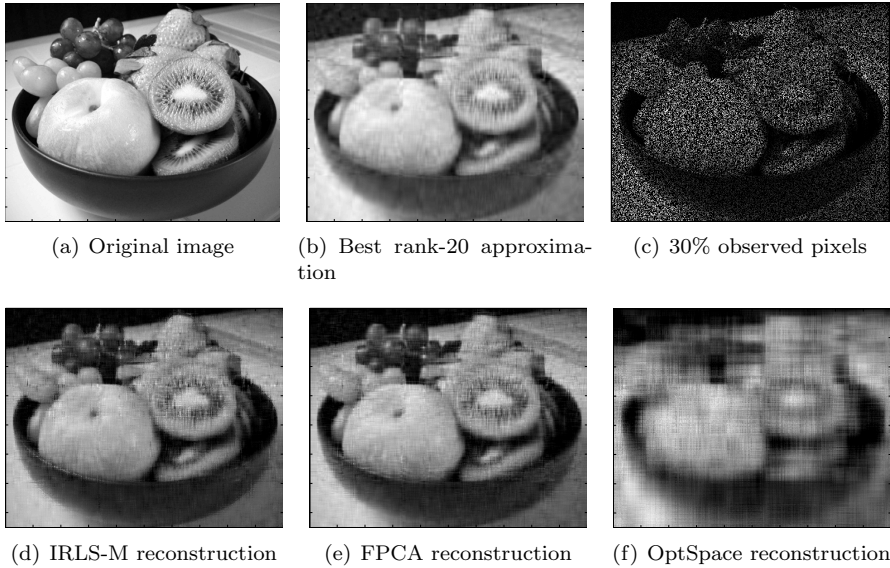 (a) Original image
(b) Best rank-20 approxima-
tion
(c) 30% observed pixels
(d) IRLS-M reconstruction
(e) FPCA reconstruction
(f) OptSpace reconstruction